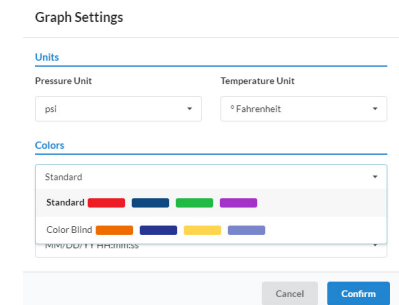 Graph Settings
Units
Pressure Unit Temperature Unit
psi ° Fahrenheit
Colors
Standard
Standard
Color Blind
MM/DD/YY HH:mm:ss
Cancel Confirm